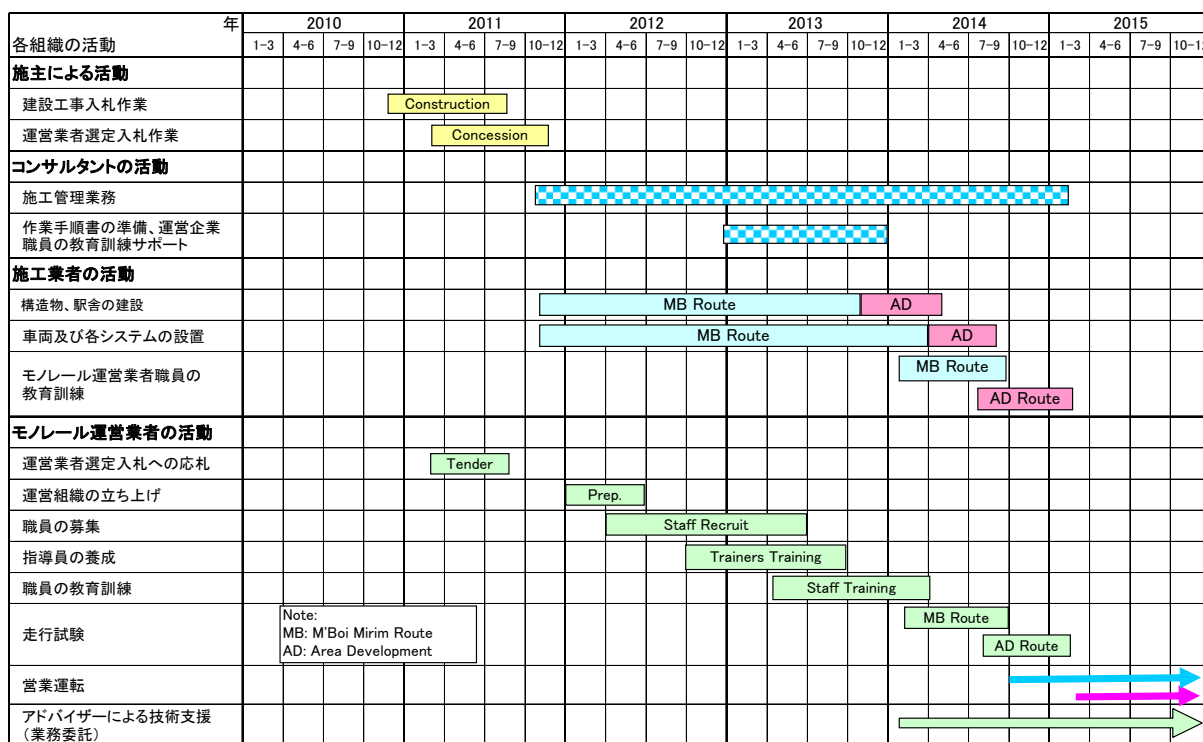 年
2010 2011 2012 2013 2014 2015
各組織の活動
1-3 4-6 7-9 10-12 1-3 4-6 7-9 10-12 1-3 4-6 7-9 10-12 1-3 4-6 7-9 10-12 1-3 4-6 7-9 10-12 1-3 4-6 7-9 10-12
施主による活動
建設工事入札作業
Construction
運営業者選定入札作業
Concession
コンサルタントの活動
施工管理業務
作業手順書の準備、運営企業
職員の教育訓練サポート
施工業者の活動
構造物、駅舎の建設
MB Route AD
車両及び各システムの設置
MB Route AD
モノレール運営業者職員の
教育訓練
MB Route
AD Route
モノレール運営業者の活動
運営業者選定入札への応札
Tender
運営組織の立ち上げ
Prep.
職員の募集
Staff Recruit
指導員の養成
Trainers Training
職員の教育訓練
Staff Training
走行試験
Note:
MB: M'Boi Mirim Route
AD: Area Development
MB Route
AD Route
営業運転
アドバイザーによる技術支援
(業務委託)